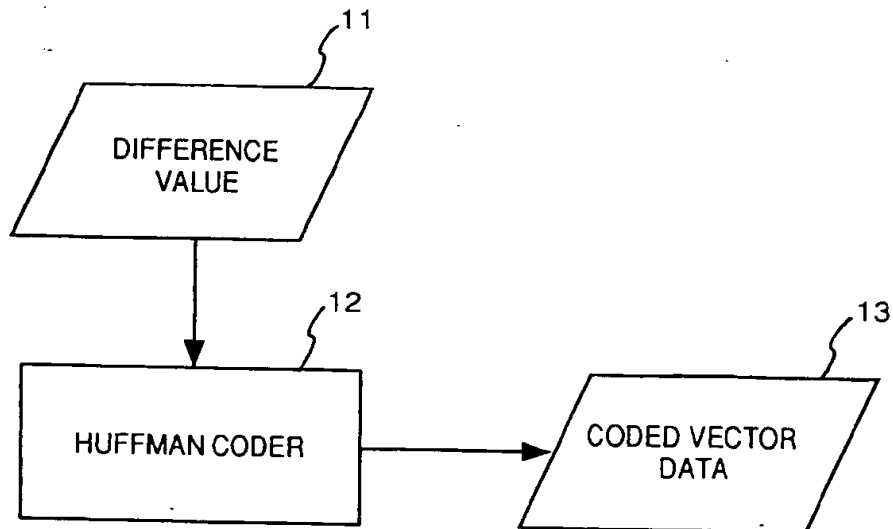 11
DIFFERENCE
VALUE
12
HUFFMAN CODER
13
CODED VECTOR
DATA